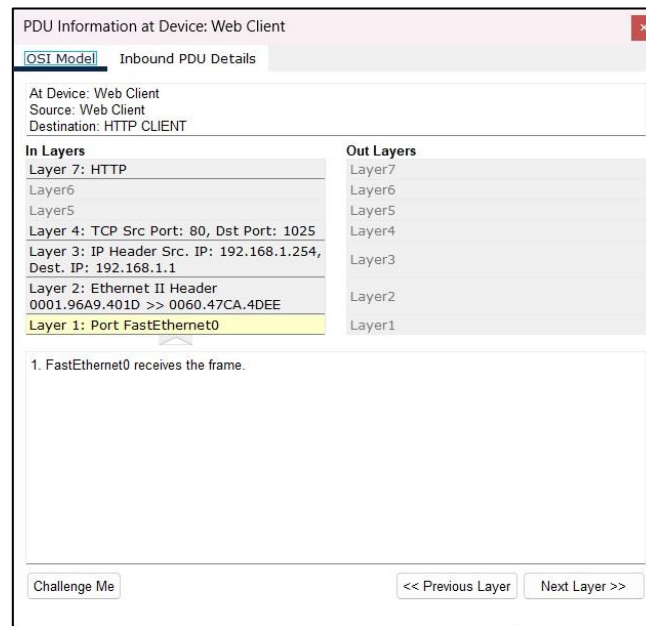 PDU Information at Device: Web Client
OSI Model Inbound PDU Details
At Device: Web Client
Source: Web Client
Destination: HTTP CLIENT
In Layers
Layer 7: HTTP
Layer6
Layer5
Layer 4: TCP Src Port: 80, Dst Port: 1025
Layer 3: IP Header Src. IP: 192.168.1.254,
Dest. IP: 192.168.1.1
Layer 2: Ethernet II Header
0001.96A9.401D >> 0060.47CA.4DEE
Layer 1: Port FastEthernet0
Out Layers
Layer7
Layer6
Layer5
Layer4
Layer3
Layer2
Layer1
1. FastEthernet0 receives the frame.
Challenge Me
<< Previous Layer
Next Layer >>